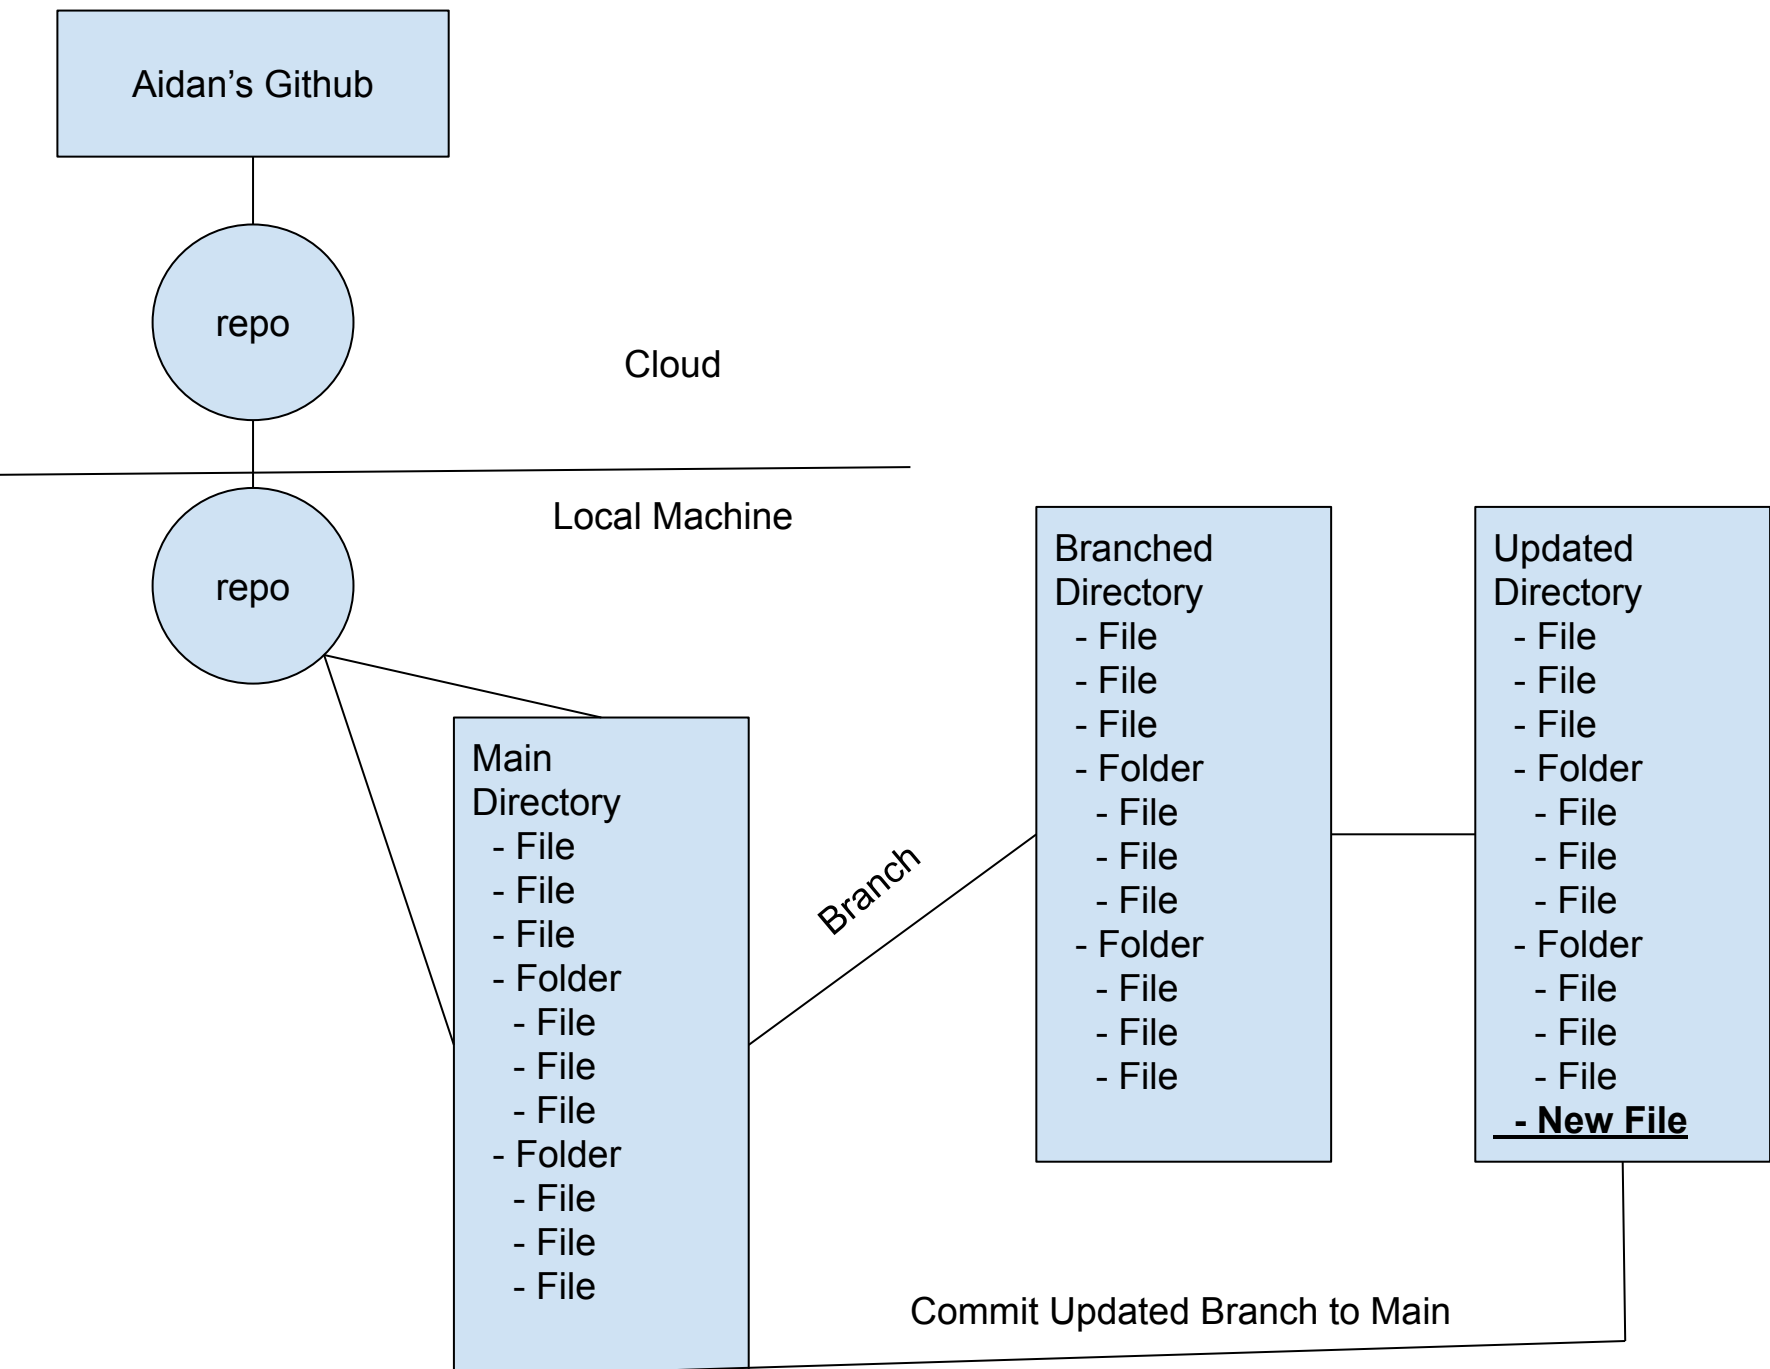 Aidan’s Github
repo
Cloud
Local Machine
repo
Main
Directory
- File
- File
- File
- Folder
- File
- File
- File
- Folder
- File
- File
- File
Branch
Branched
Directory
- File
- File
- File
- Folder
- File
- File
- File
- Folder
- File
- File
- File
Updated
Directory
- File
- File
- File
- Folder
- File
- File
- File
- Folder
- File
- File
- File
- New File
Commit Updated Branch to Main